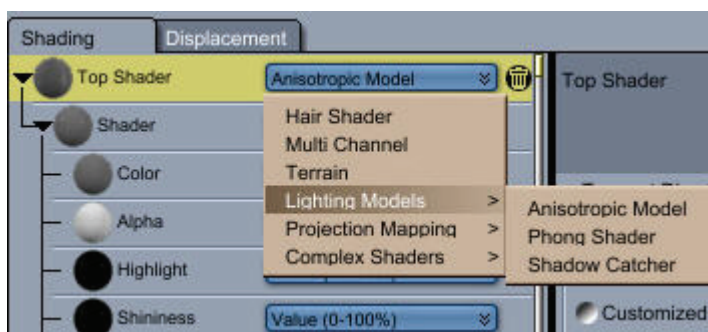 Shading Displacement
Top Shader Anisotropic Model Top Shader
Shader
Hair Shader
Multi Channel
Color
Terrain
Lighting Models >
Anisotropic Model
Alpha
Projection Mapping >
Phong Shader
Complex Shaders >
Shadow Catcher
Highlight
Shininess Value (0-100%) Customized